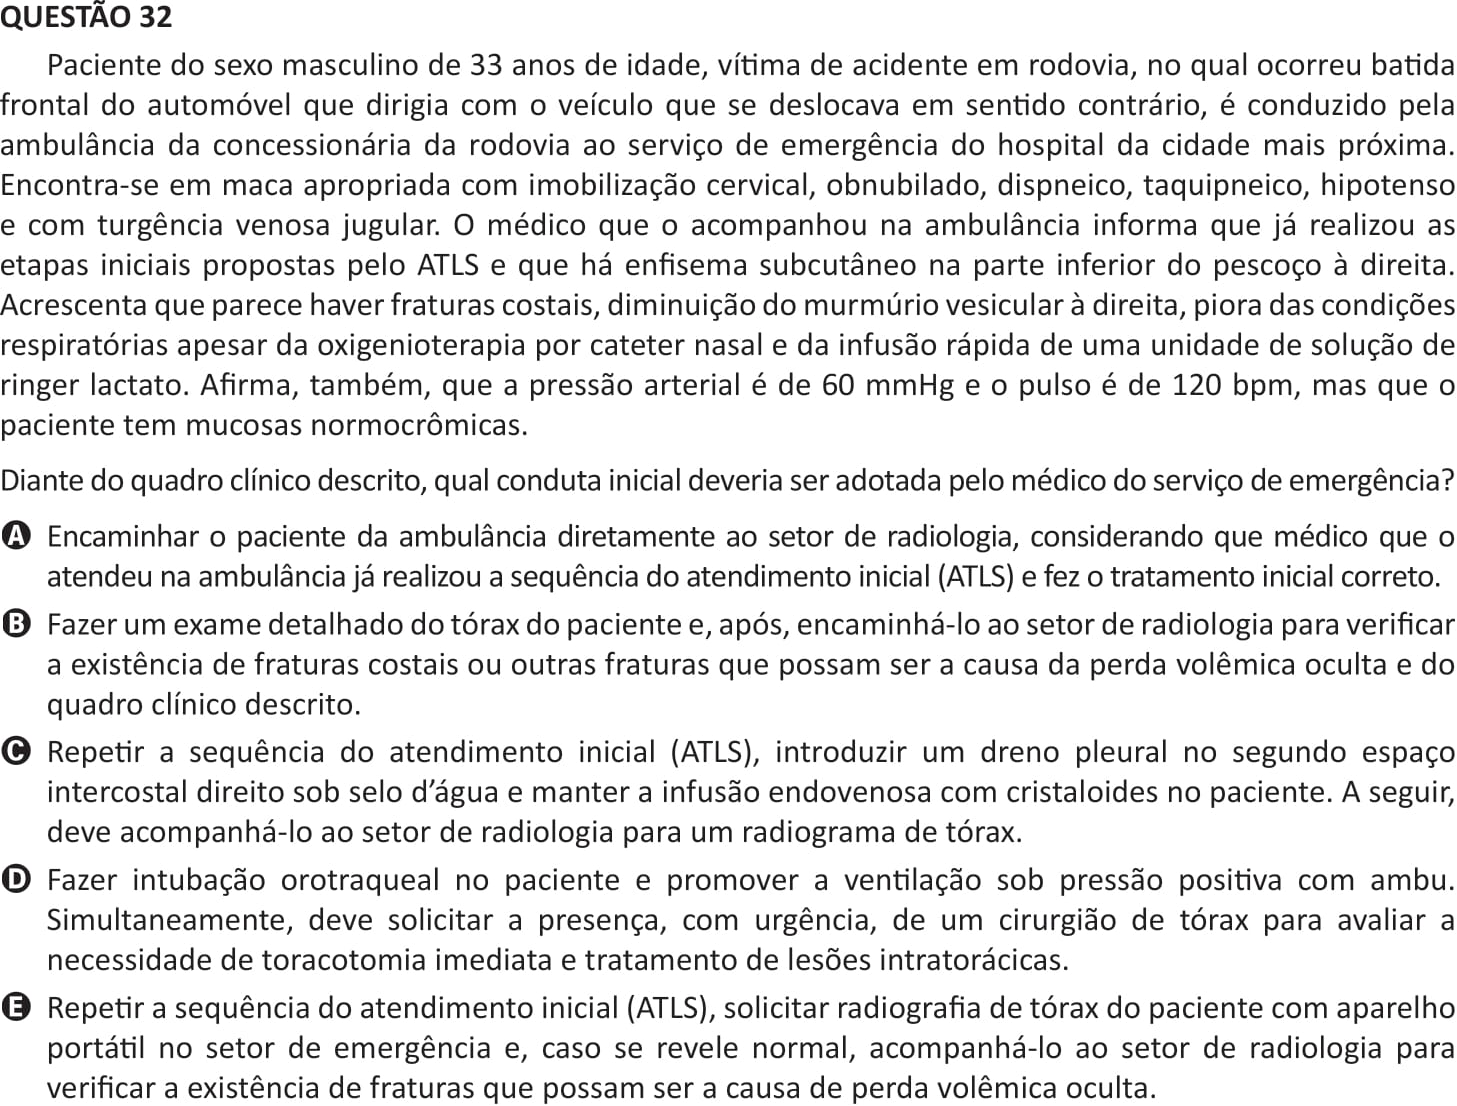 QUESTÃO 32
Paciente do sexo masculino de 33 anos de idade, vítima de acidente em rodovia, no qual ocorreu batida
frontal do automóvel que dirigia com o veículo que se deslocava em sentido contrário, é conduzido pela
ambulância da concessionária da rodovia ao serviço de emergência do hospital da cidade mais próxima.
Encontra-se em maca apropriada com imobilização cervical, obnubilado, dispneico, taquipneico, hipotenso
e com turgência venosa jugular. O médico que o acompanhou na ambulância informa que já realizou as
etapas iniciais propostas pelo ATLS e que há enfisema subcutâneo na parte inferior do pescoço à direita.
Acrescenta que parece haver fraturas costais, diminuição do murmúrio vesicular à direita, piora das condições
respiratórias apesar da oxigenioterapia por cateter nasal e da infusão rápida de uma unidade de solução de
ringer lactato. Afirma, também, que a pressão arterial é de 60 mmHg e o pulso é de 120 bpm, mas que o
paciente tem mucosas normocrômicas.
Diante do quadro clínico descrito, qual conduta inicial deveria ser adotada pelo médico do serviço de emergência?
A Encaminhar o paciente da ambulância diretamente ao setor de radiologia, considerando que médico que o
atendeu na ambulância já realizou a sequência do atendimento inicial (ATLS) e fez o tratamento inicial correto.
B Fazer um exame detalhado do tórax do paciente e, após, encaminhá-lo ao setor de radiologia para verificar
a existência de fraturas costais ou outras fraturas que possam ser a causa da perda volêmica oculta e do
quadro clínico descrito.
C Repetir a sequência do atendimento inicial (ATLS), introduzir um dreno pleural no segundo espaço
intercostal direito sob selo d’água e manter a infusão endovenosa com cristaloides no paciente. A seguir,
deve acompanhá-lo ao setor de radiologia para um radiograma de tórax.
D Fazer intubação orotraqueal no paciente e promover a ventilação sob pressão positiva com ambu.
Simultaneamente, deve solicitar a presença, com urgência, de um cirurgião de tórax para avaliar a
necessidade de toracotomia imediata e tratamento de lesões intratorácicas.
E Repetir a sequência do atendimento inicial (ATLS), solicitar radiografia de tórax do paciente com aparelho
portátil no setor de emergência e, caso se revele normal, acompanhá-lo ao setor de radiologia para
verificar a existência de fraturas que possam ser a causa de perda volêmica oculta.